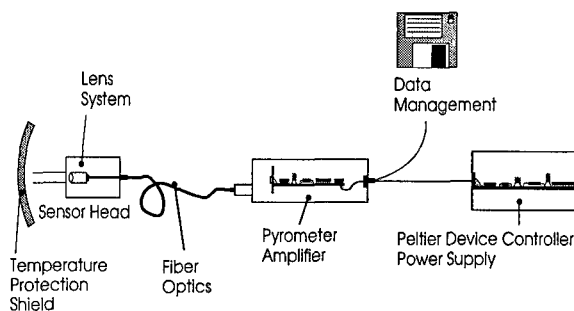 Lens
System
Data
Management
Sensor Head
Temperature
Protection
Shield
Fiber
Optics
Pyrometer
Amplifier
Peltier Device Controller
Power Supply